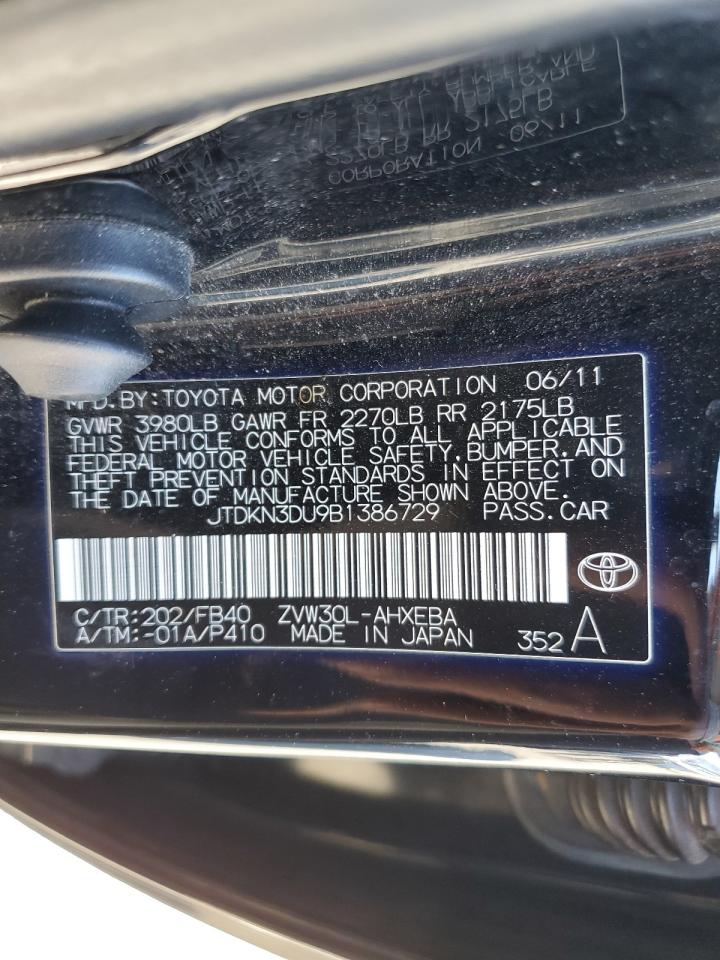 MFD.BY:TOYOTA MOTOR CORPORATION 06/11
GVWR 3980LB GAWR FR 2270LB RR 2175LB
THIS VEHICLE CONFORMS TO ALL APPLICABLE
FEDERAL MOTOR VEHICLE SAFETY,BUMPER,AND
THEFT PREVENTION STANDARDS IN EFFECT ON
THE DATE OF MANUFACTURE SHOWN ABOVE.
JTDKN3DU9B1386729 PASS.CAR
C/TR:202/FB40 ZVW30L-AHXEBA
A/TM:-01A/P410 MADE IN JAPAN 352 A